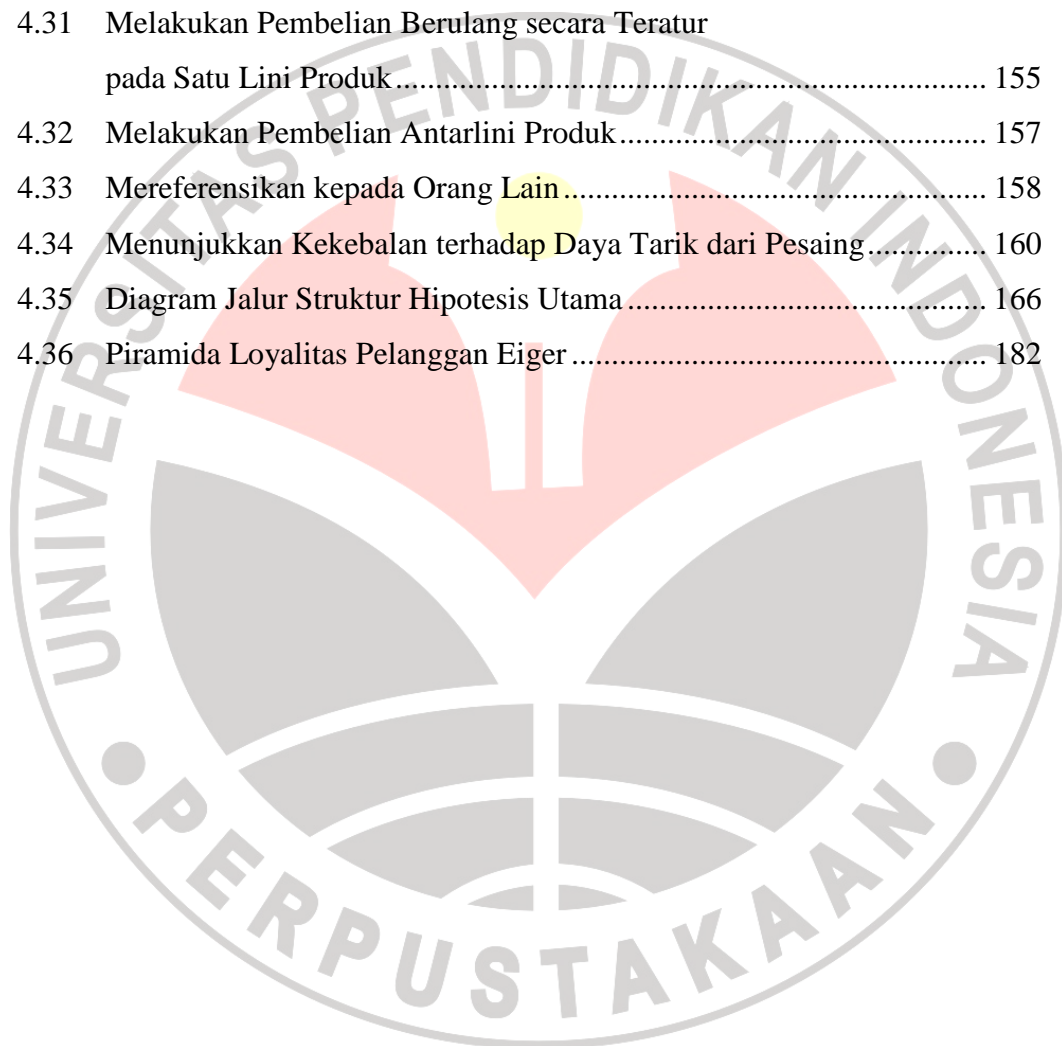 4.31 Melakukan Pembelian Berulang secara Teratur
pada Satu Lini Produk........................................................................ 155
4.32 Melakukan Pembelian Antarlini Produk............................................. 157
4.33 Mereferensikan kepada Orang Lain.................................................... 158
4.34 Menunjukkan Kekebalan terhadap Daya Tarik dari Pesaing.............. 160
4.35 Diagram Jalur Struktur Hipotesis Utama............................................ 166
4.36 Piramida Loyalitas Pelanggan Eiger .................................................. 182
UNIVERSITAS PENDIDIKAN INDONESIA
PERPUSTAKAAN